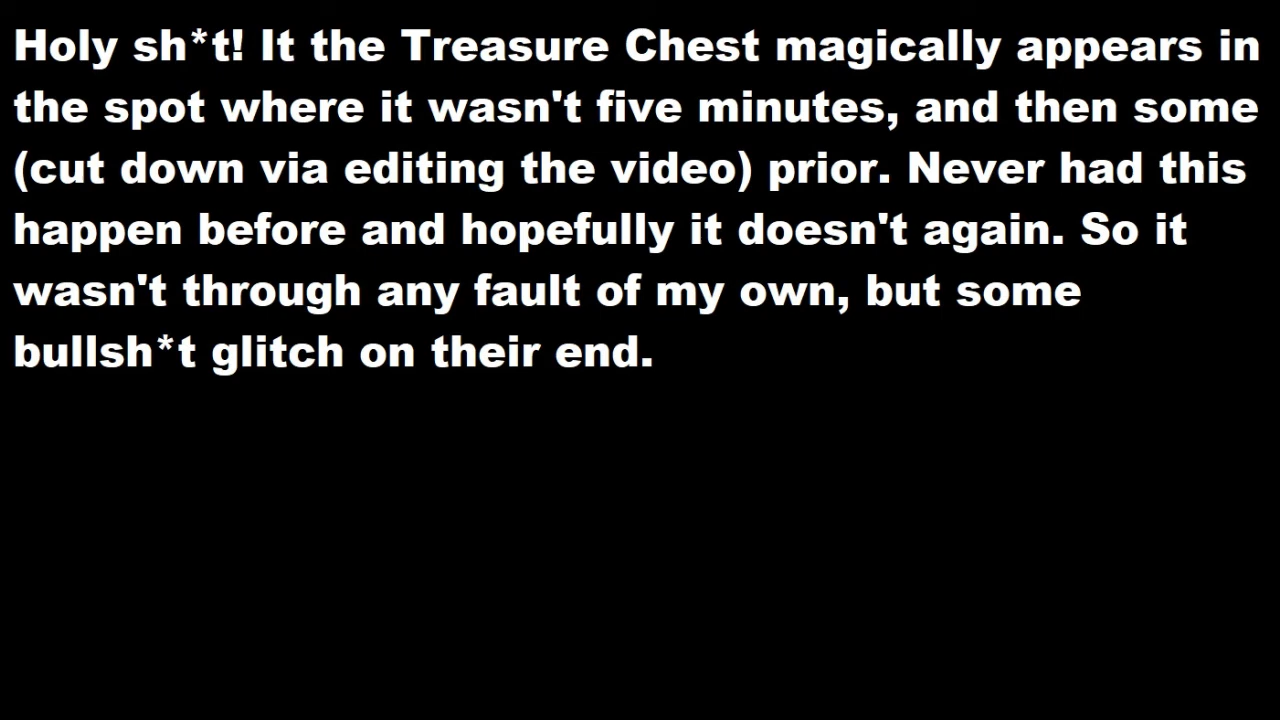 Holy sh*t! It the Treasure Chest magically appears in
the spot where it wasn't five minutes, and then some
(cut down via editing the video) prior. Never had this
happen before and hopefully it doesn't again. So it
wasn't through any fault of my own, but some
bullsh*t glitch on their end.